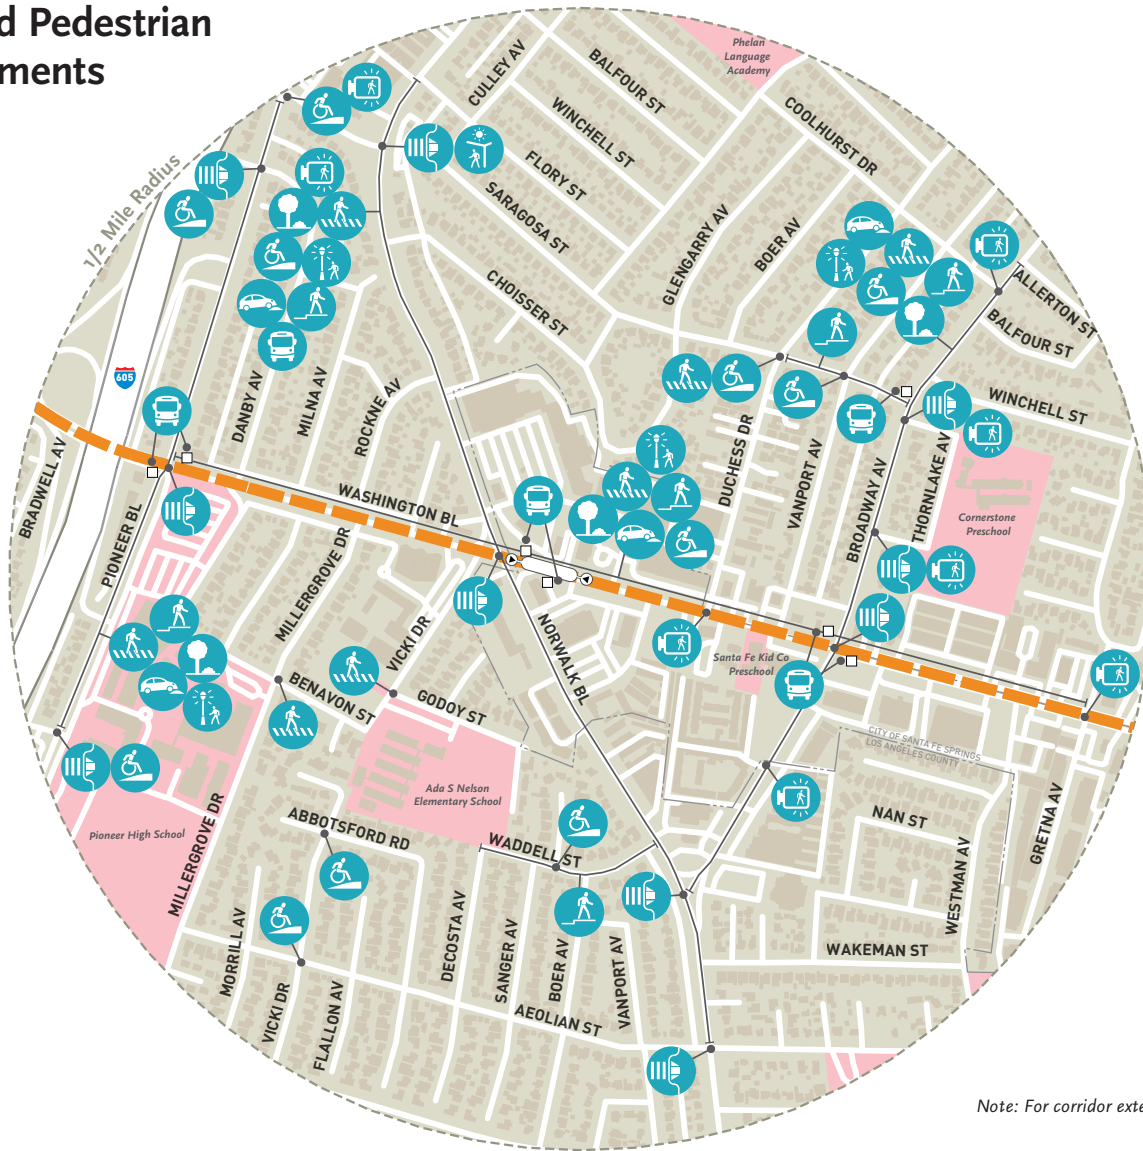 d Pedestrian
ments
1/2 Mile Radius
605
Phelan
Language
Academy
CULLEY AV
BALFOUR ST
WINCHELL ST
FLORY ST
SARAGOSA ST
CHOISSER ST
COOLHURST DR
GLENGARRY AV
BOER AV
ALLERTON ST
BALFOUR ST
WINCHELL ST
DANBY AV
MILNA AV
ROCKNE AV
DUCHESS DR
VANPORT AV
BROADWAY AV
THORNLAKE AV
Cornerstone
Preschool
BRADWELL AV
PIONEER BL
WASHINGTON BL
MILLERGROVE DR
VICKI DR
NORWALK BL
Santa Fe Kid Co
Preschool
BENAVON ST
GODOY ST
CITY OF SANTA FE SPRINGS
LOS ANGELES COUNTY
Ada S Nelson
Elementary School
Pioneer High School
MILLERGROVE DR
ABBOTSFORD RD
WADDELL ST
NAN ST
WESTMAN AV
GRETNA AV
MORRILL AV
VICKI DR
FLALLON AV
DECOSTA AV
SANGER AV
BOER AV
VANPORT AV
AEOLIAN ST
WAKEMAN ST
Note: For corridor exte